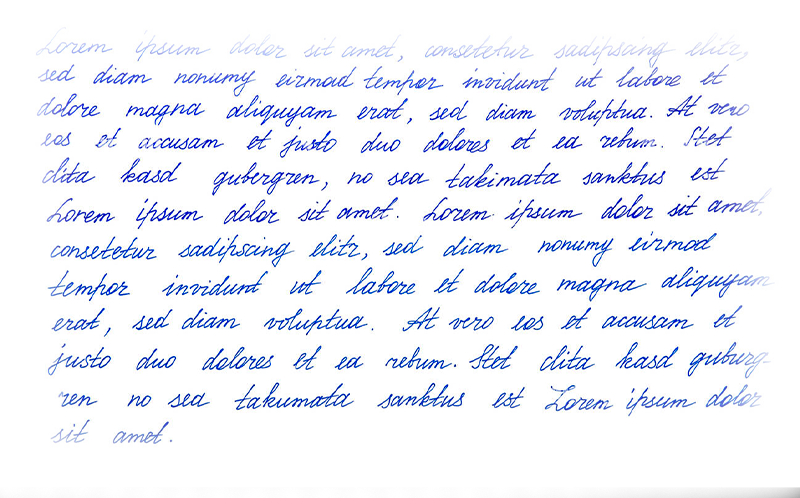 Lorem ipsum dolor sit amet, consetetur sadipscing elitr,
sed diam nonumy eirmod tempor invidunt ut labore et
dolore magna aliquyam erat, sed diam voluptua. At vero
eos et accusam et justo duo dolores et ea rebum. Stet
clita kasd gubergren, no sea takimata sanktus est
Lorem ipsum dolor sit amet. Lorem ipsum dolor sit amet,
consetetur sadipscing elitr, sed diam nonumy eirmod
tempor invidunt ut labore et dolore magna aliquyam
erat, sed diam voluptua. At vero eos et accusam et
justo duo dolores et ea rebum. Stet clita kasd guburg-
ren no sea takumata sanktus est Lorem ipsum dolor
sit amet.